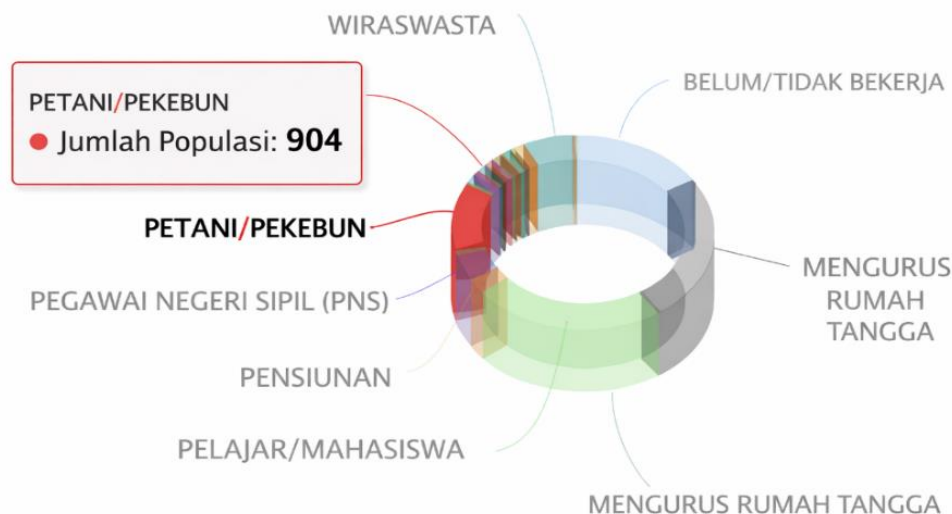 WIRASWASTA
BELUM/TIDAK BEKERJA
PETANI/PEKEBUN
Jumlah Populasi: 904
PETANI/PEKEBUN
MENGURUS
RUMAH
TANGGA
PEGAWAI NEGERI SIPIL (PNS)
PENSIUNAN
PELAJAR/MAHASISWA
MENGURUS RUMAH TANGGA